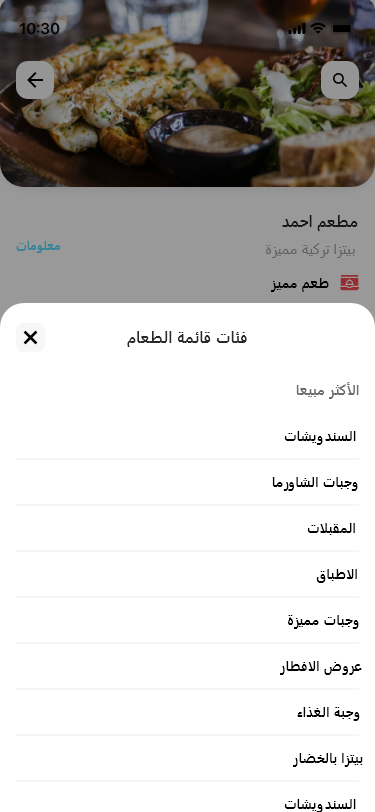 10:30
مطعم احمد
بيتزا تركية مميزة
معلومات
طعم مميز
فئات قائمة الطعام
الأكثر مبيعا
السندويشات
وجبات الشاورما
المقبلات
الاطباق
وجبات مميزة
عروض الافطار
وجبة الغذاء
بيتزا بالخضار
السندويشات